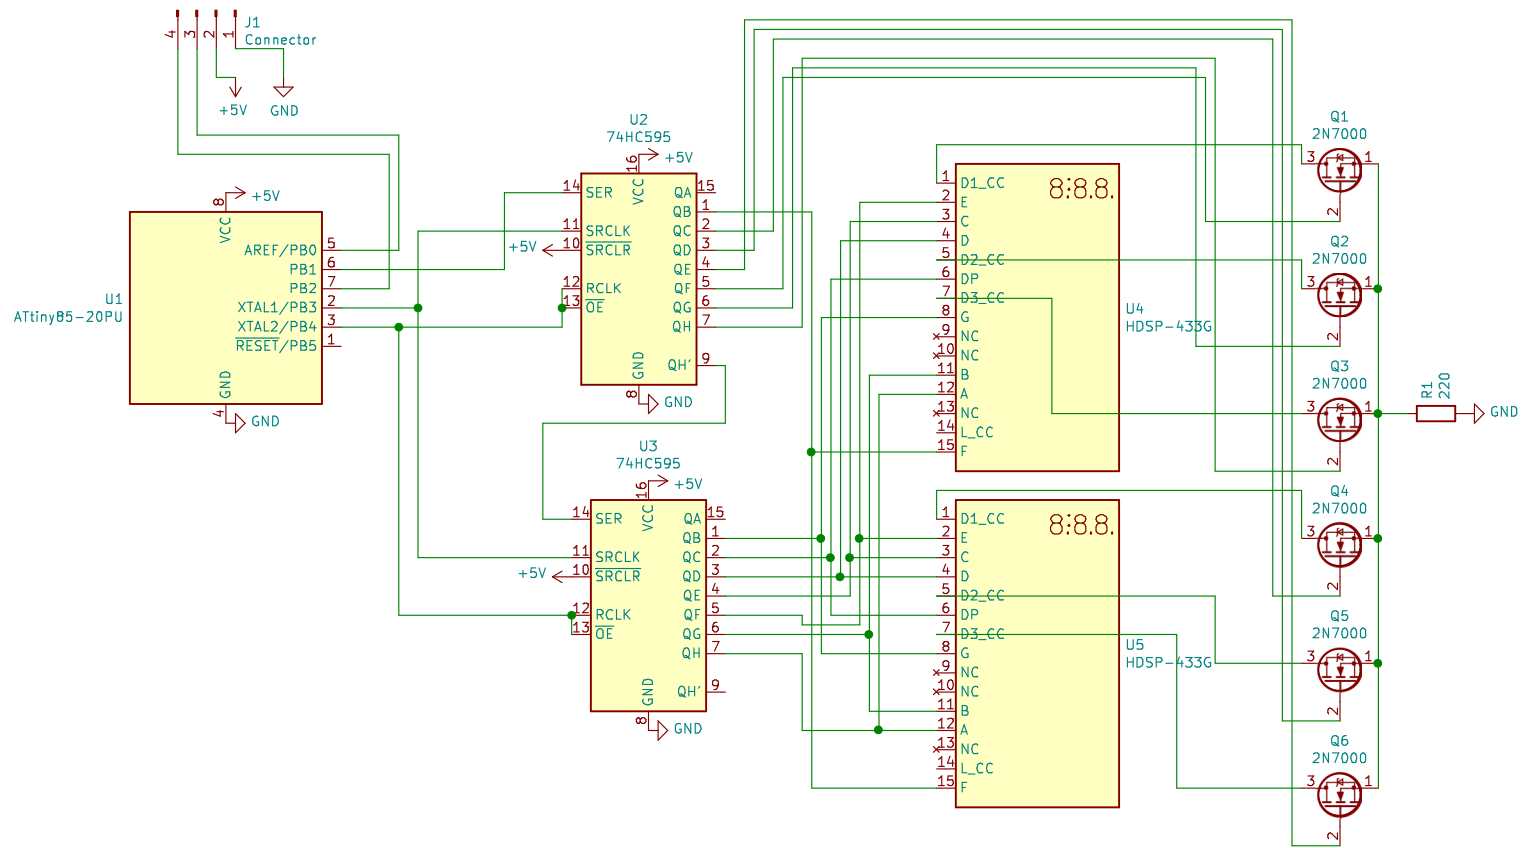 4
3
2
1
J1
Connector
+5V
GND
U1
ATtiny85-20PU
8
+5V
VCC
AREF/PB0 5
PB1 6
PB2 7
XTAL1/PB3 2
XTAL2/PB4 3
RESET/PB5 1
GND
4
GND
U2
74HC595
16
+5V
VCC
14 SER
11 SRCLK
+5V
10 SRCLR
12 RCLK
13 OE
QA 15
QB 1
QC 2
QD 3
QE 4
QF 5
QG 6
QH 7
QH' 9
GND
8
GND
U3
74HC595
16
+5V
VCC
14 SER
11 SRCLK
+5V
10 SRCLR
12 RCLK
13 OE
QA 15
QB 1
QC 2
QD 3
QE 4
QF 5
QG 6
QH 7
QH' 9
GND
8
GND
8:8.8.
1 D1_CC
2 E
3 C
4 D
5 D2_CC
6 DP
7 D3_CC
8 G
9 NC
10 NC
11 B
12 A
13 NC
14 L_CC
15 F
U4
HDSP-433G
8:8.8.
1 D1_CC
2 E
3 C
4 D
5 D2_CC
6 DP
7 D3_CC
8 G
9 NC
10 NC
11 B
12 A
13 NC
14 L_CC
15 F
U5
HDSP-433G
Q1
2N7000
3 1
2
Q2
2N7000
3 1
2
Q3
2N7000
3 1
2
Q4
2N7000
3 1
2
Q5
2N7000
3 1
2
Q6
2N7000
3 1
2
R1
220
GND